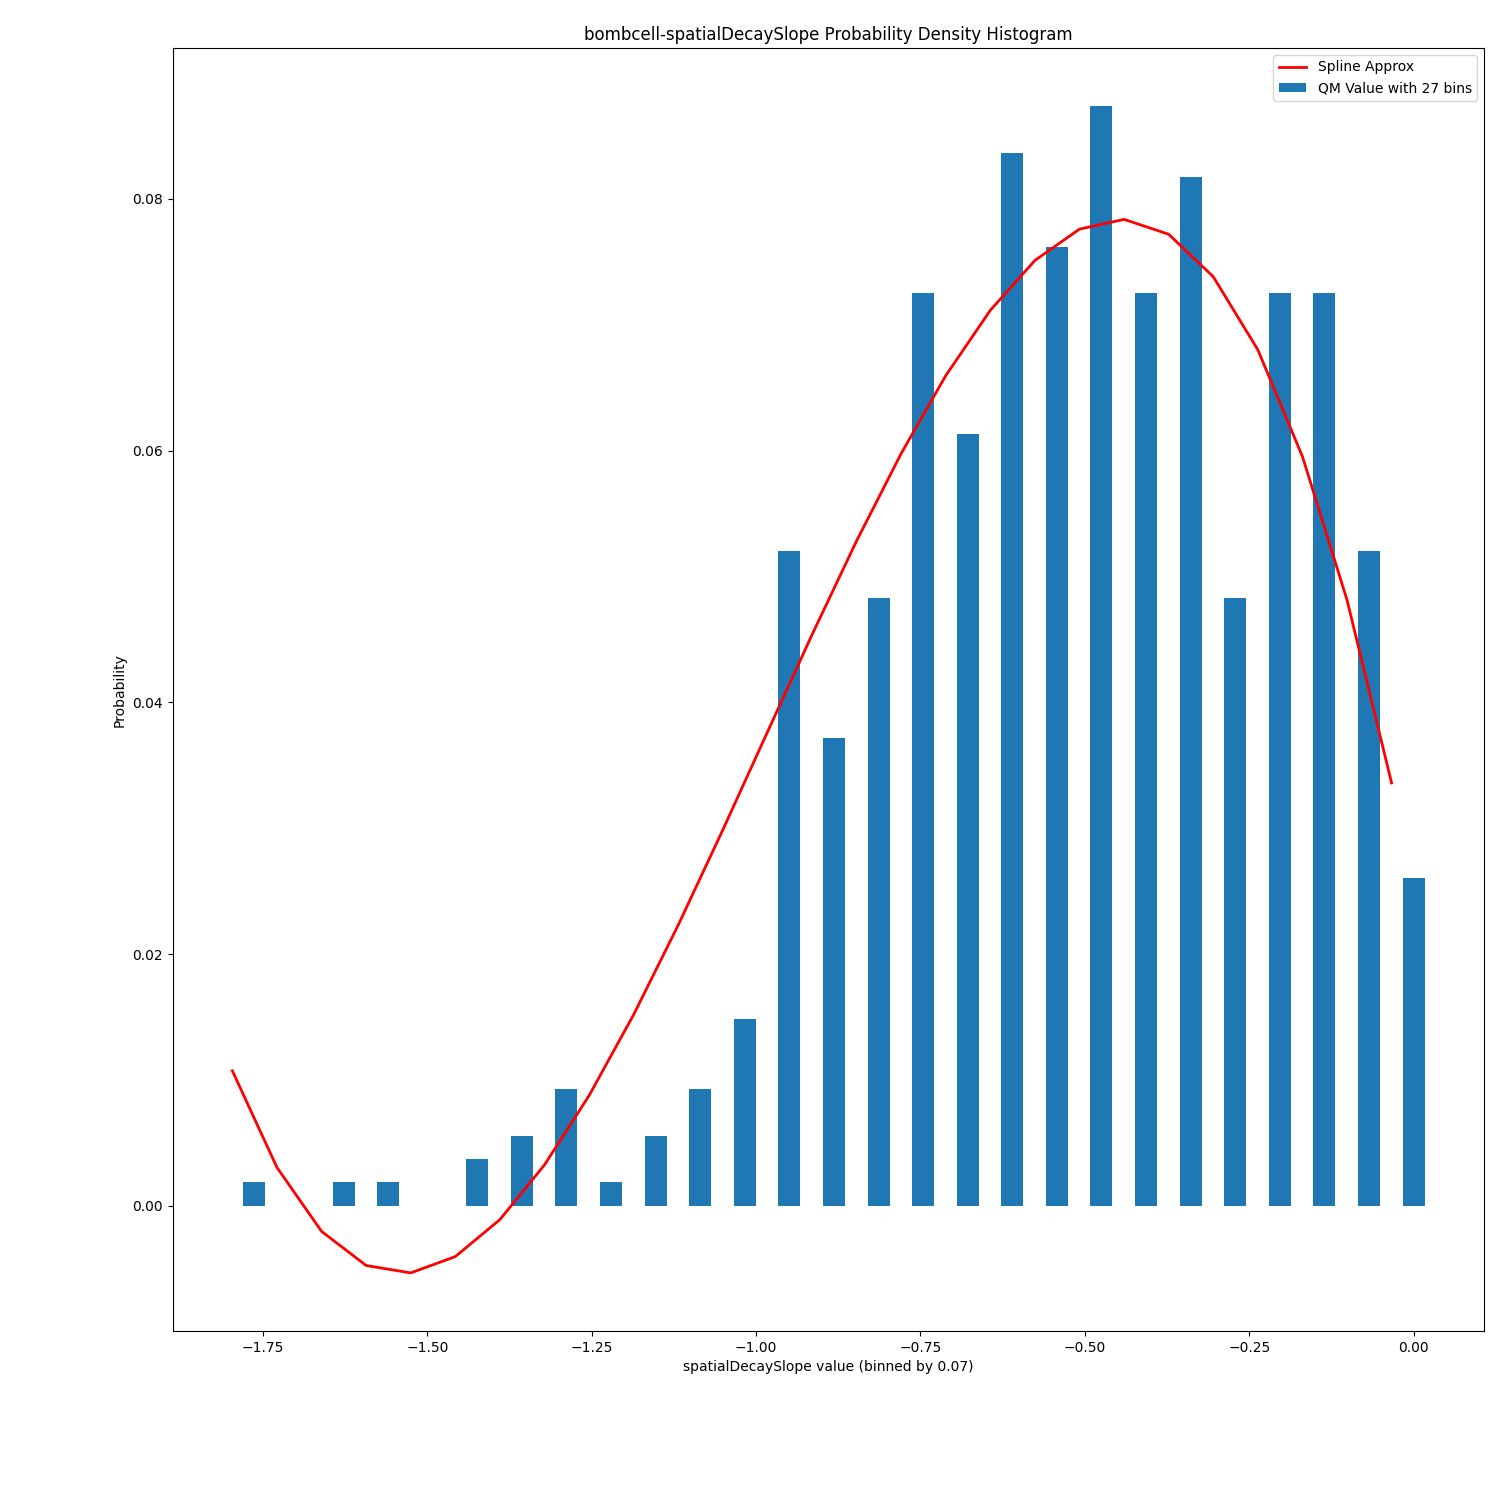 bombcell-spatialDecaySlope Probability Density Histogram
Spline Approx
QM Value with 27 bins
Probability
0.08
0.06
0.04
0.02
0.00
−1.75 −1.50 −1.25 −1.00 −0.75 −0.50 −0.25 0.00
spatialDecaySlope value (binned by 0.07)